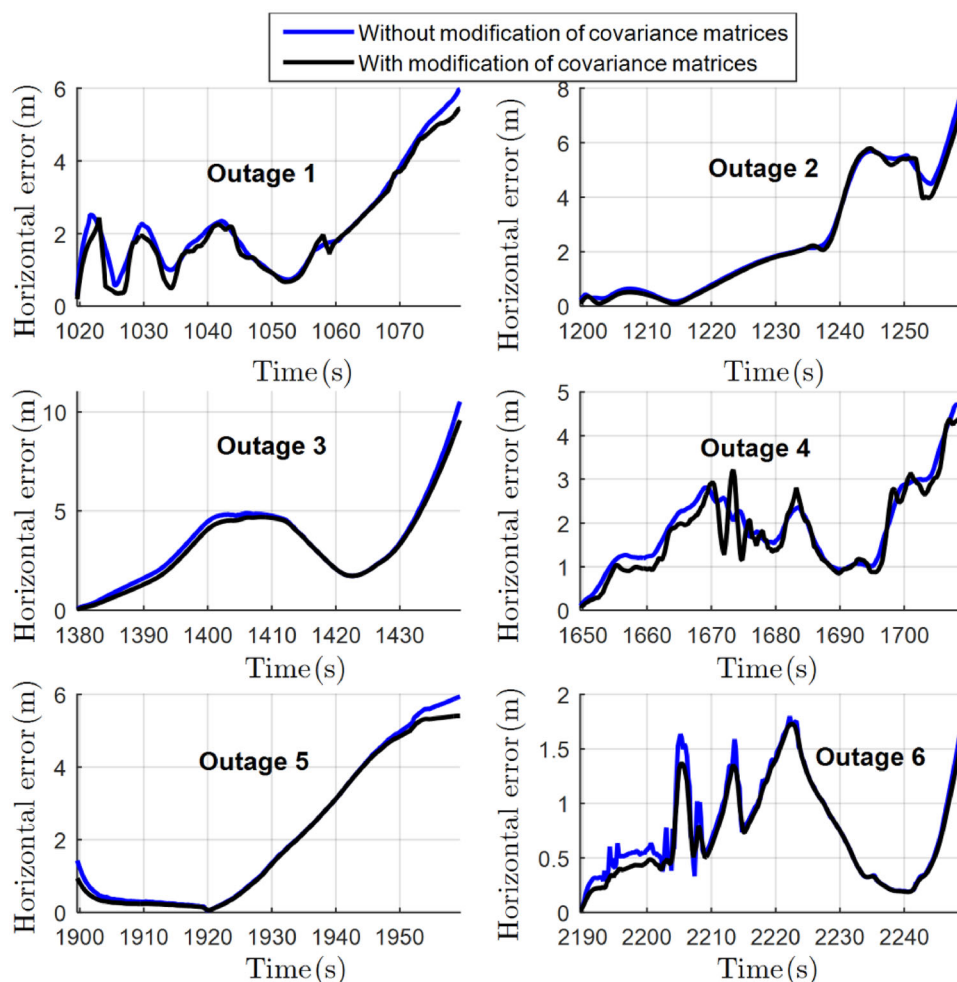 Without modification of covariance matrices
With modification of covariance matrices
Horizontal error (m)
6
4
2
0
Outage 1
1020 1030 1040 1050 1060 1070
Time (s)
Horizontal error (m)
8
6
4
2
0
Outage 2
1200 1210 1220 1230 1240 1250
Time (s)
Horizontal error (m)
10
5
0
Outage 3
1380 1390 1400 1410 1420 1430
Time (s)
Horizontal error (m)
5
4
3
2
1
0
Outage 4
1650 1660 1670 1680 1690 1700
Time (s)
Horizontal error (m)
6
4
2
0
Outage 5
1900 1910 1920 1930 1940 1950
Time (s)
Horizontal error (m)
2
1.5
1
0.5
0
Outage 6
2190 2200 2210 2220 2230 2240
Time (s)